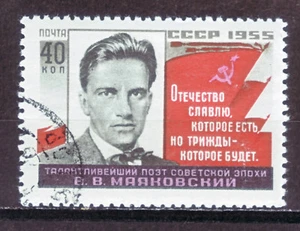 ПОЧТА
40
КОП
СССР 1955
ОТЕЧЕСТВО
СЛАВЛЮ,
КОТОРОЕ ЕСТЬ,
НО ТРИЖДЫ-
КОТОРОЕ БУДЕТ.
ТАЛАНТЛИВЕЙШИЙ ПОЭТ СОВЕТСКОЙ ЭПОХИ
В. В. МАЯКОВСКИЙ